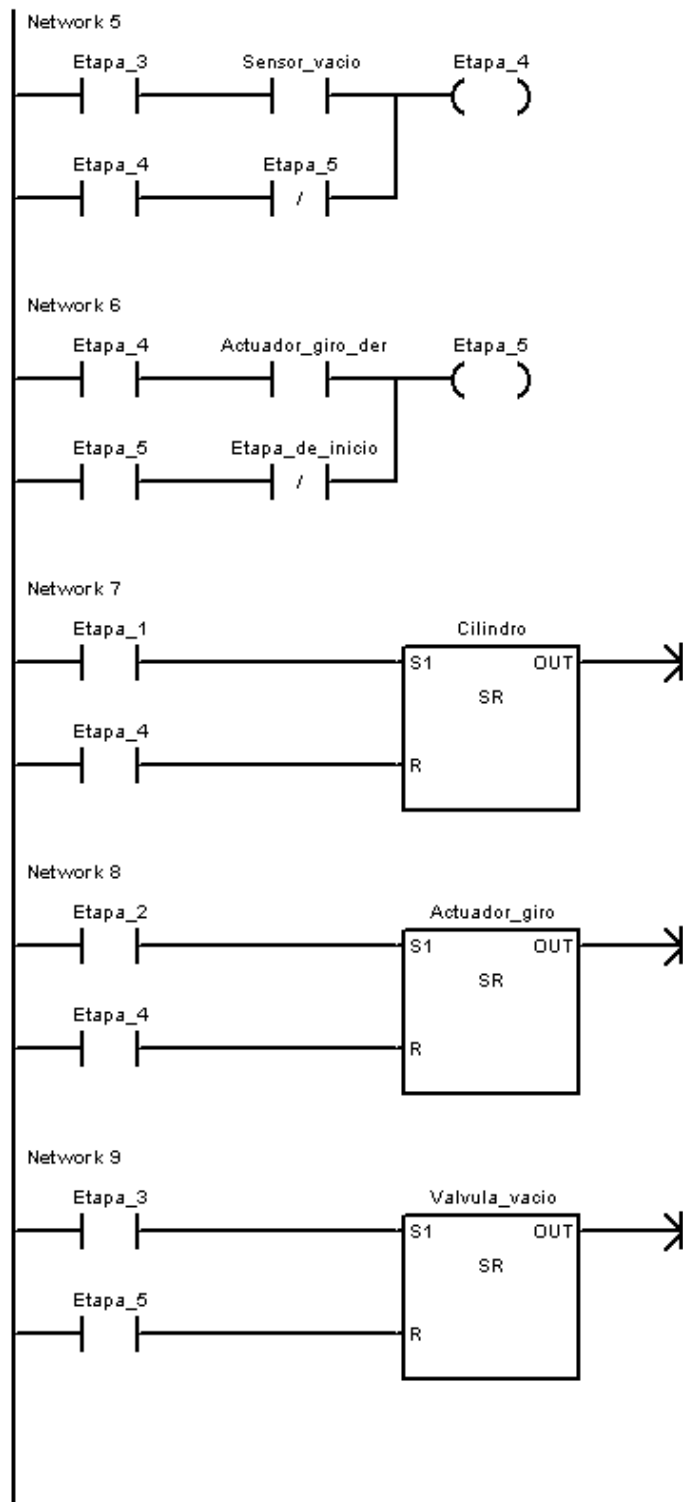 Network 5
Etapa_3 Sensor_vacio Etapa_4
Etapa_4 Etapa_5
/
Network 6
Etapa_4 Actuador_giro_der Etapa_5
Etapa_5 Etapa_de_inicio
/
Network 7
Etapa_1 Cilindro
S1 OUT
SR
Etapa_4
R
Network 8
Etapa_2 Actuador_giro
S1 OUT
SR
Etapa_4
R
Network 9
Etapa_3 Valvula_vacio
S1 OUT
SR
Etapa_5
R